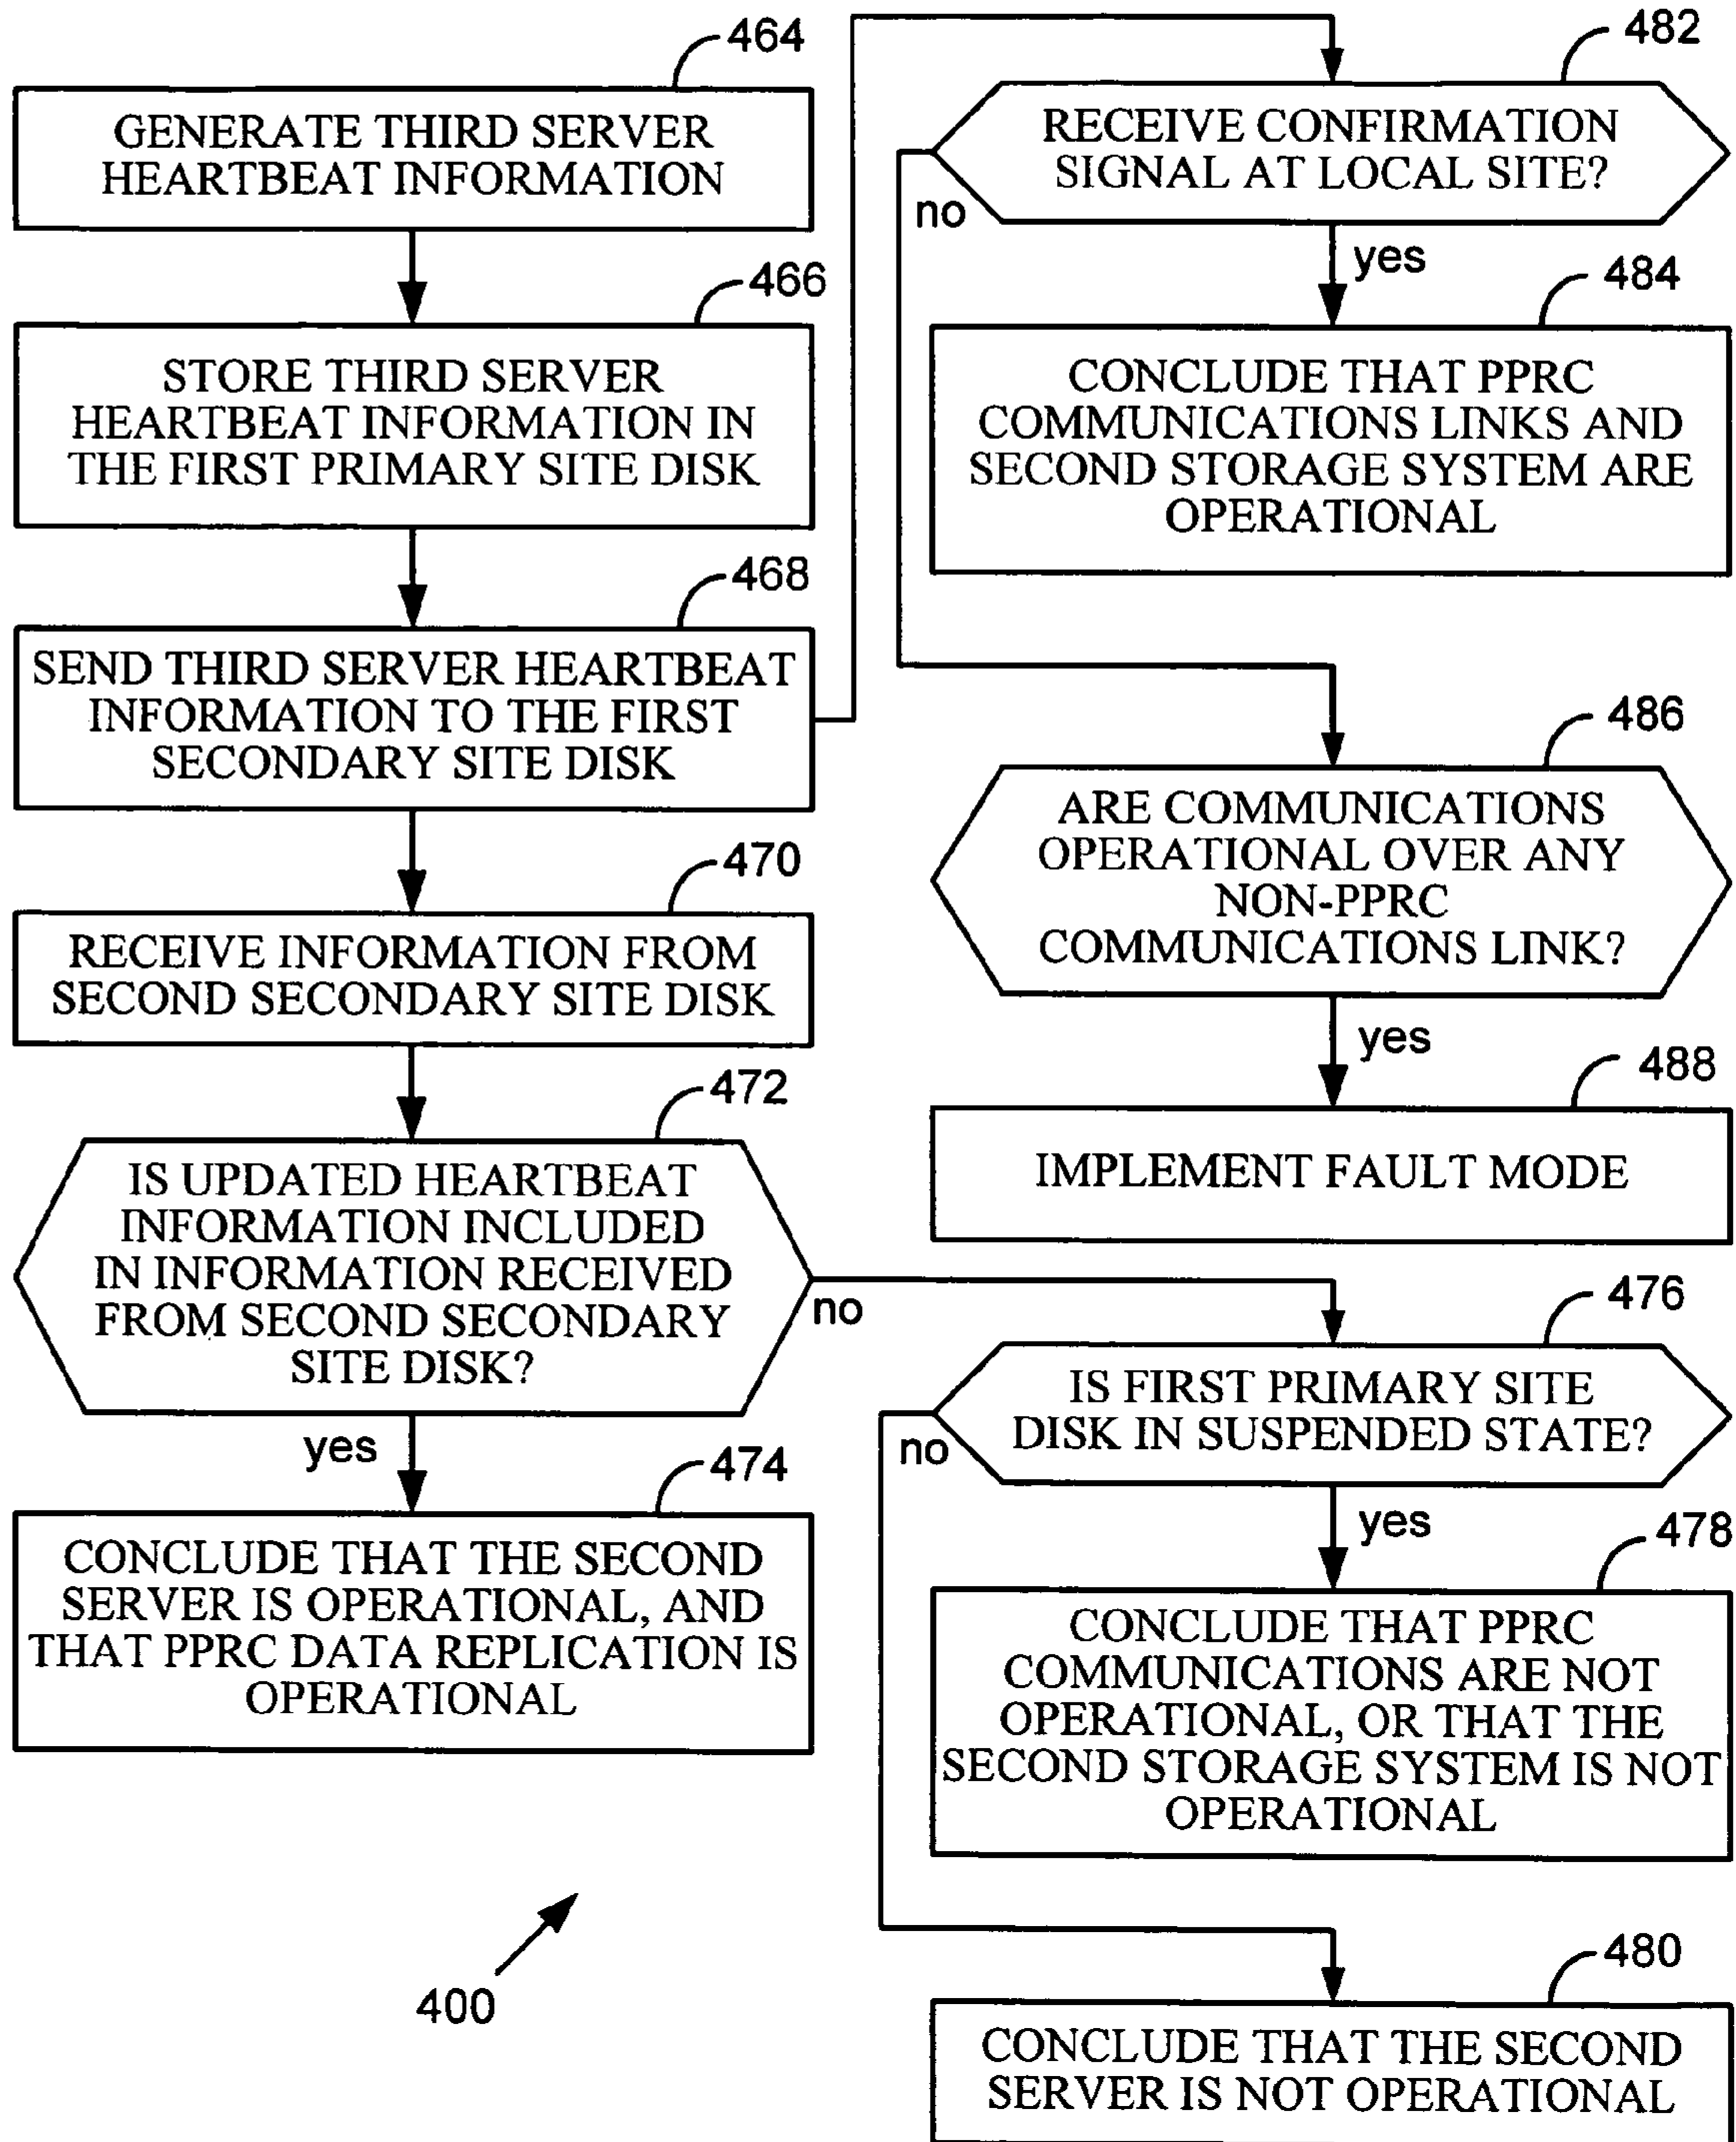 464
GENERATE THIRD SERVER
HEARTBEAT INFORMATION
466
STORE THIRD SERVER
HEARTBEAT INFORMATION IN
THE FIRST PRIMARY SITE DISK
468
SEND THIRD SERVER HEARTBEAT
INFORMATION TO THE FIRST
SECONDARY SITE DISK
470
RECEIVE INFORMATION FROM
SECOND SECONDARY SITE DISK
472
IS UPDATED HEARTBEAT
INFORMATION INCLUDED
IN INFORMATION RECEIVED
FROM SECOND SECONDARY
SITE DISK?
no
yes
474
CONCLUDE THAT THE SECOND
SERVER IS OPERATIONAL, AND
THAT PPRC DATA REPLICATION IS
OPERATIONAL
400
482
RECEIVE CONFIRMATION
SIGNAL AT LOCAL SITE?
no
yes
484
CONCLUDE THAT PPRC
COMMUNICATIONS LINKS AND
SECOND STORAGE SYSTEM ARE
OPERATIONAL
486
ARE COMMUNICATIONS
OPERATIONAL OVER ANY
NON-PPRC
COMMUNICATIONS LINK?
yes
488
IMPLEMENT FAULT MODE
476
IS FIRST PRIMARY SITE
DISK IN SUSPENDED STATE?
no
yes
478
CONCLUDE THAT PPRC
COMMUNICATIONS ARE NOT
OPERATIONAL, OR THAT THE
SECOND STORAGE SYSTEM IS NOT
OPERATIONAL
480
CONCLUDE THAT THE SECOND
SERVER IS NOT OPERATIONAL